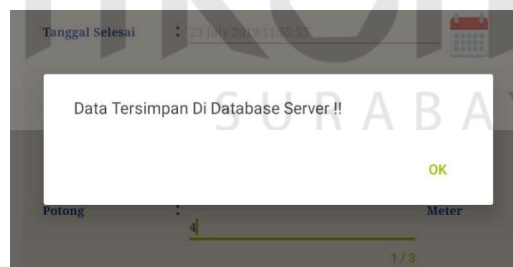 Tanggal Selesai : 23 July 2019/11:55:55
Data Tersimpan Di Database Server !!
SURABAY
OK
Potong : 4 Meter
1 / 3